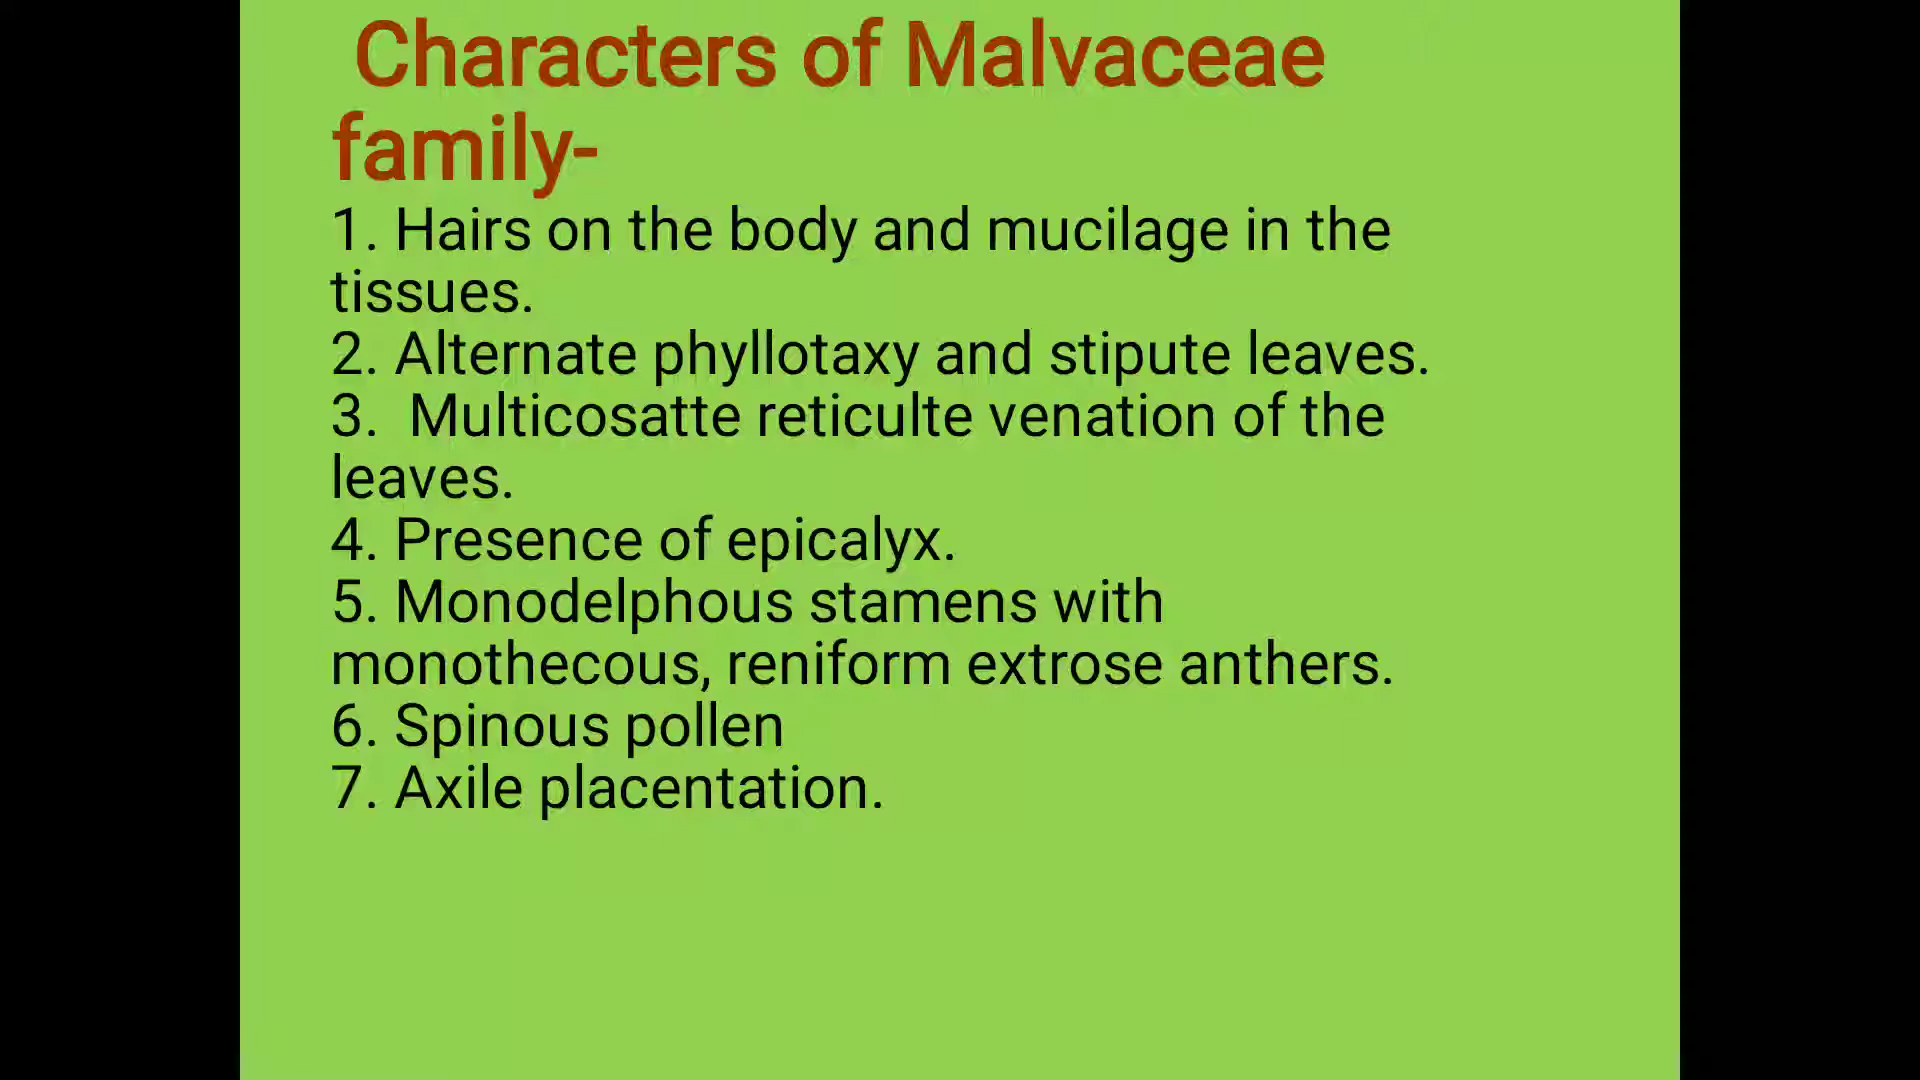 Characters of Malvaceae
family-
1. Hairs on the body and mucilage in the
tissues.
2. Alternate phyllotaxy and stipute leaves.
3. Multicosatte reticulte venation of the
leaves.
4. Presence of epicalyx.
5. Monodelphous stamens with
monothecous, reniform extrose anthers.
6. Spinous pollen
7. Axile placentation.